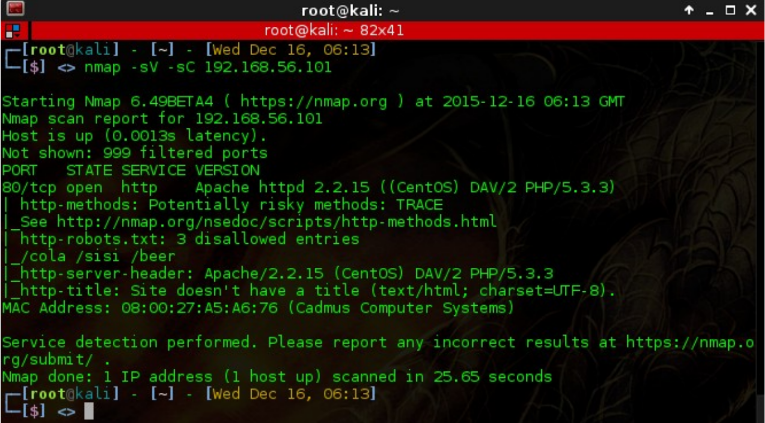 root@kali: ~
root@kali: ~ 82x41
[root@kali] - [~] - [Wed Dec 16, 06:13]
[$] <> nmap -sV -sC 192.168.56.101
Starting Nmap 6.49BETA4 ( https://nmap.org ) at 2015-12-16 06:13 GMT
Nmap scan report for 192.168.56.101
Host is up (0.0013s latency).
Not shown: 999 filtered ports
PORT   STATE SERVICE VERSION
80/tcp open  http    Apache httpd 2.2.15 ((CentOS) DAV/2 PHP/5.3.3)
| http-methods: Potentially risky methods: TRACE
|_See http://nmap.org/nsedoc/scripts/http-methods.html
| http-robots.txt: 3 disallowed entries
|_/cola /sisi /beer
|_http-server-header: Apache/2.2.15 (CentOS) DAV/2 PHP/5.3.3
|_http-title: Site doesn't have a title (text/html; charset=UTF-8).
MAC Address: 08:00:27:A5:A6:76 (Cadmus Computer Systems)
Service detection performed. Please report any incorrect results at https://nmap.o
rg/submit/ .
Nmap done: 1 IP address (1 host up) scanned in 25.65 seconds
[root@kali] - [~] - [Wed Dec 16, 06:13]
[$] <>